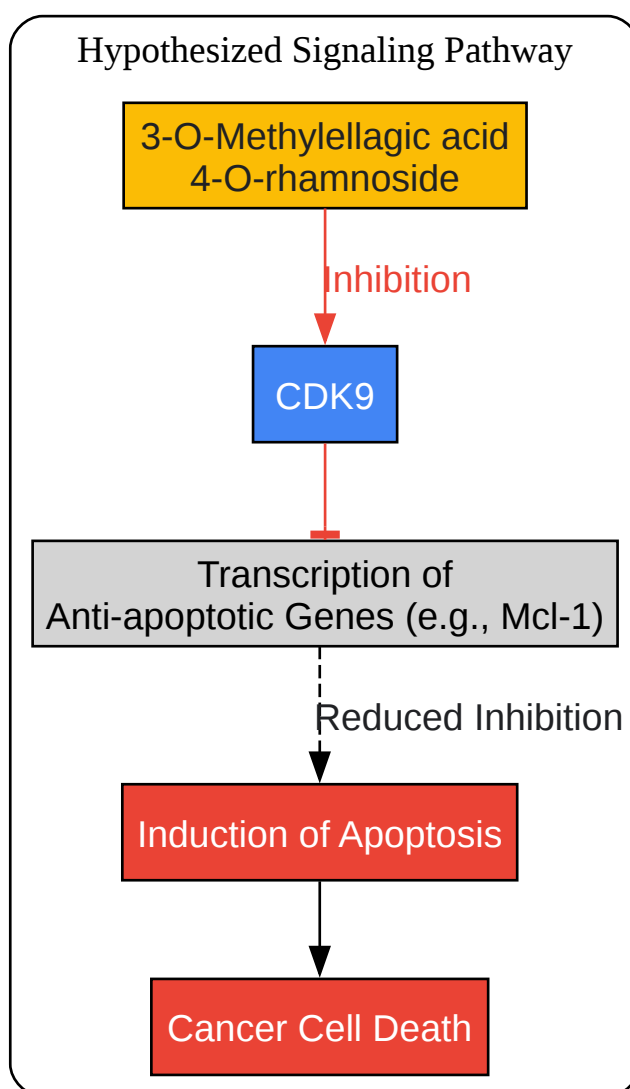 Hypothesized Signaling Pathway
3-O-Methylellagic acid
4-O-rhamnoside
Inhibition
CDK9
Transcription of
Anti-apoptotic Genes (e.g., Mcl-1)
Reduced Inhibition
Induction of Apoptosis
Cancer Cell Death